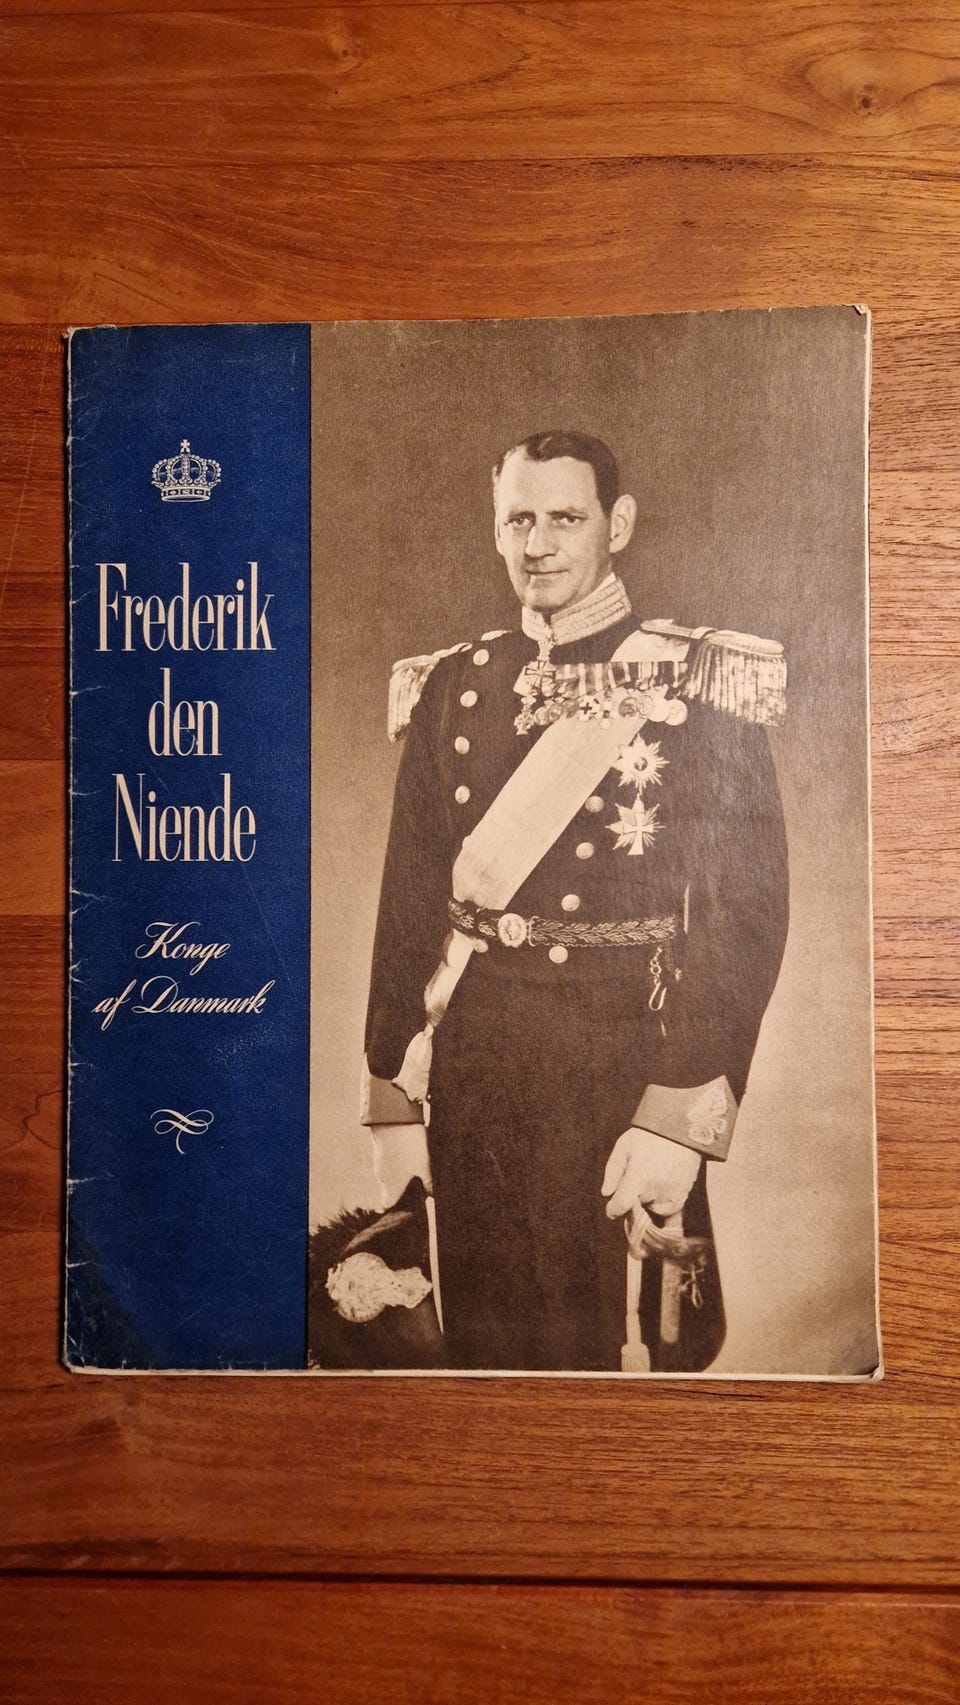 Frederik
den
Niende
Konge
af Danmark